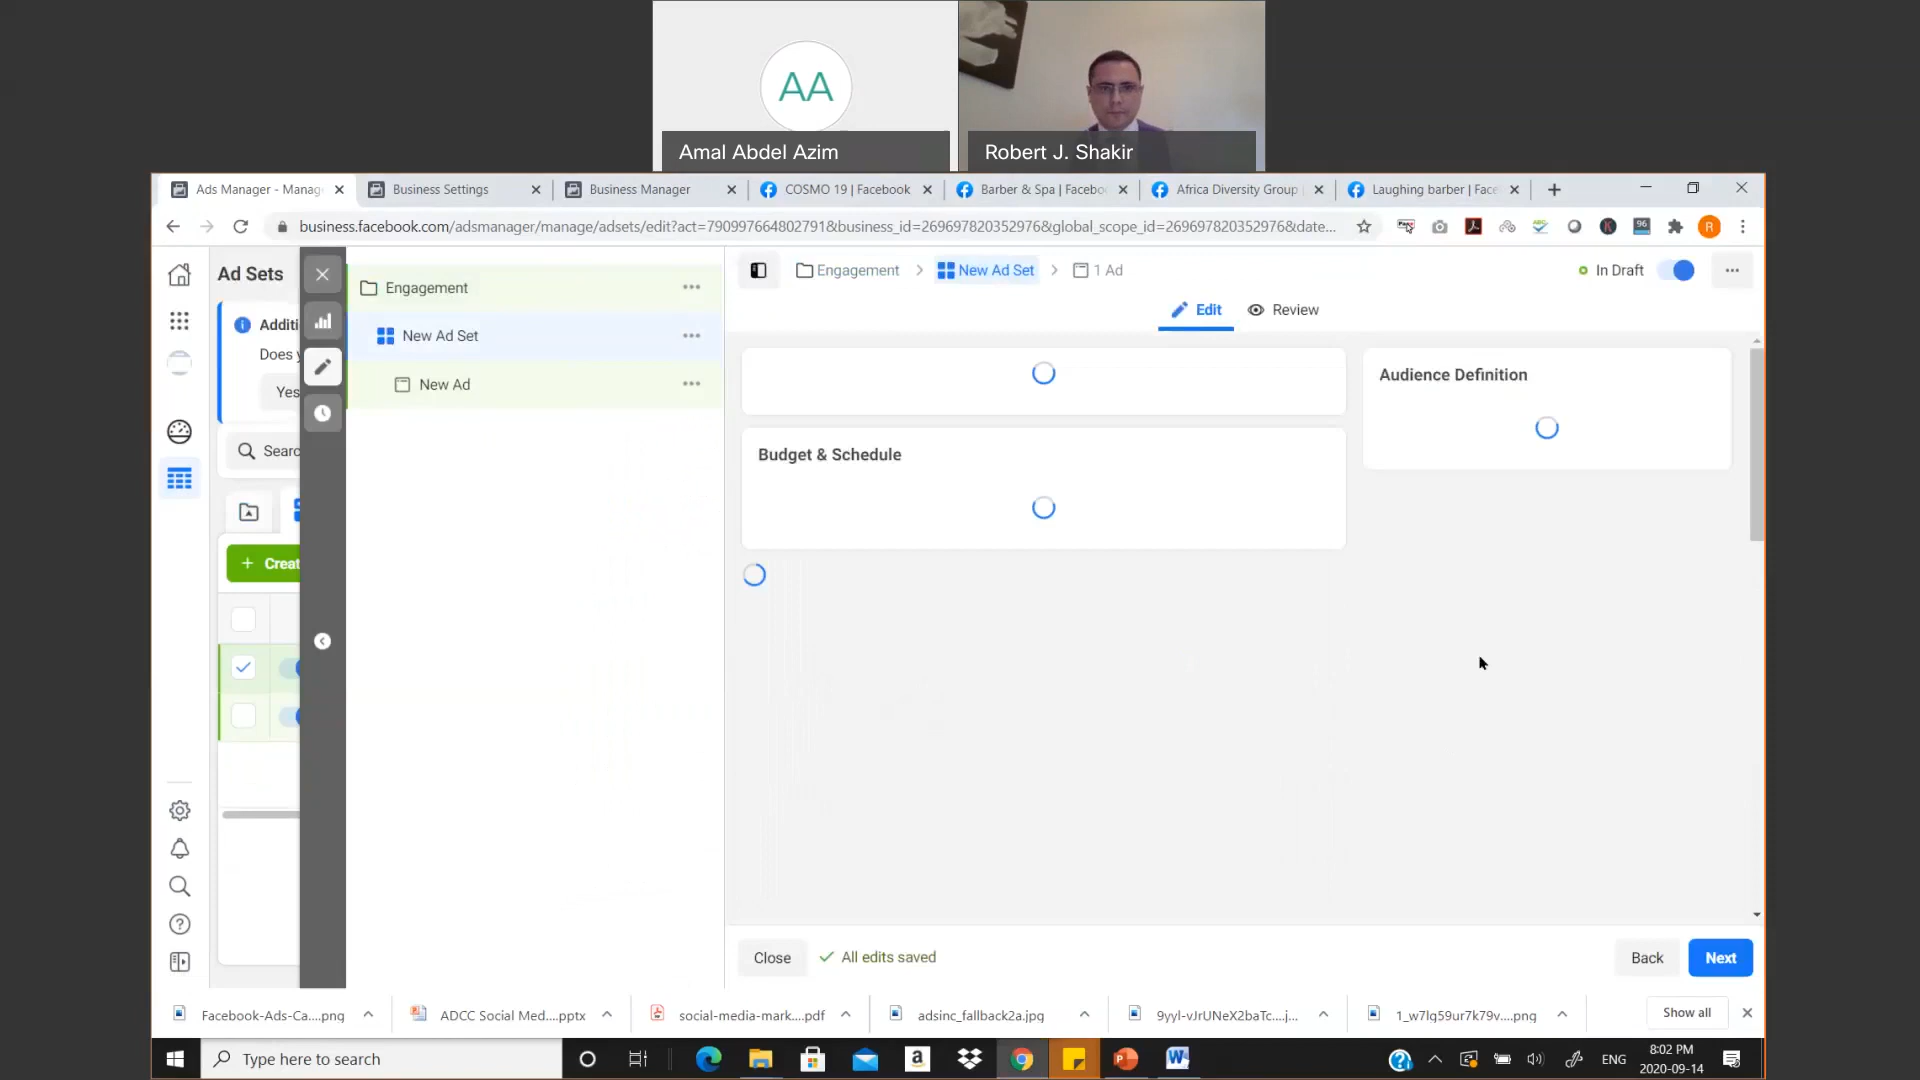 AA
Amal Abdel Azim
Robert J. Shakir
Ads Manager - Manag
Business Settings
Business Manager
COSMO 19 | Facebook
Barber & Spa | Facebo
Africa Diversity Group
Laughing barber | Face
business.facebook.com/adsmanager/manage/adsets/edit?act=790997664802791&business_id=269697820352976&global_scope_id=269697820352976&date...
96
R
Ad Sets
Additi
Does y
Yes
Searc
+ Creat
Engagement
New Ad Set
New Ad
Engagement > New Ad Set > 1 Ad
In Draft
Edit
Review
Budget & Schedule
Audience Definition
Close
All edits saved
Back
Next
Facebook-Ads-Ca....png
ADCC Social Med....pptx
social-media-mark....pdf
adsinc_fallback2a.jpg
9yyl-vJrUNeX2baTc....j...
1_w7lg59ur7k79v....png
Show all
Type here to search
ENG
8:02 PM
2020-09-14